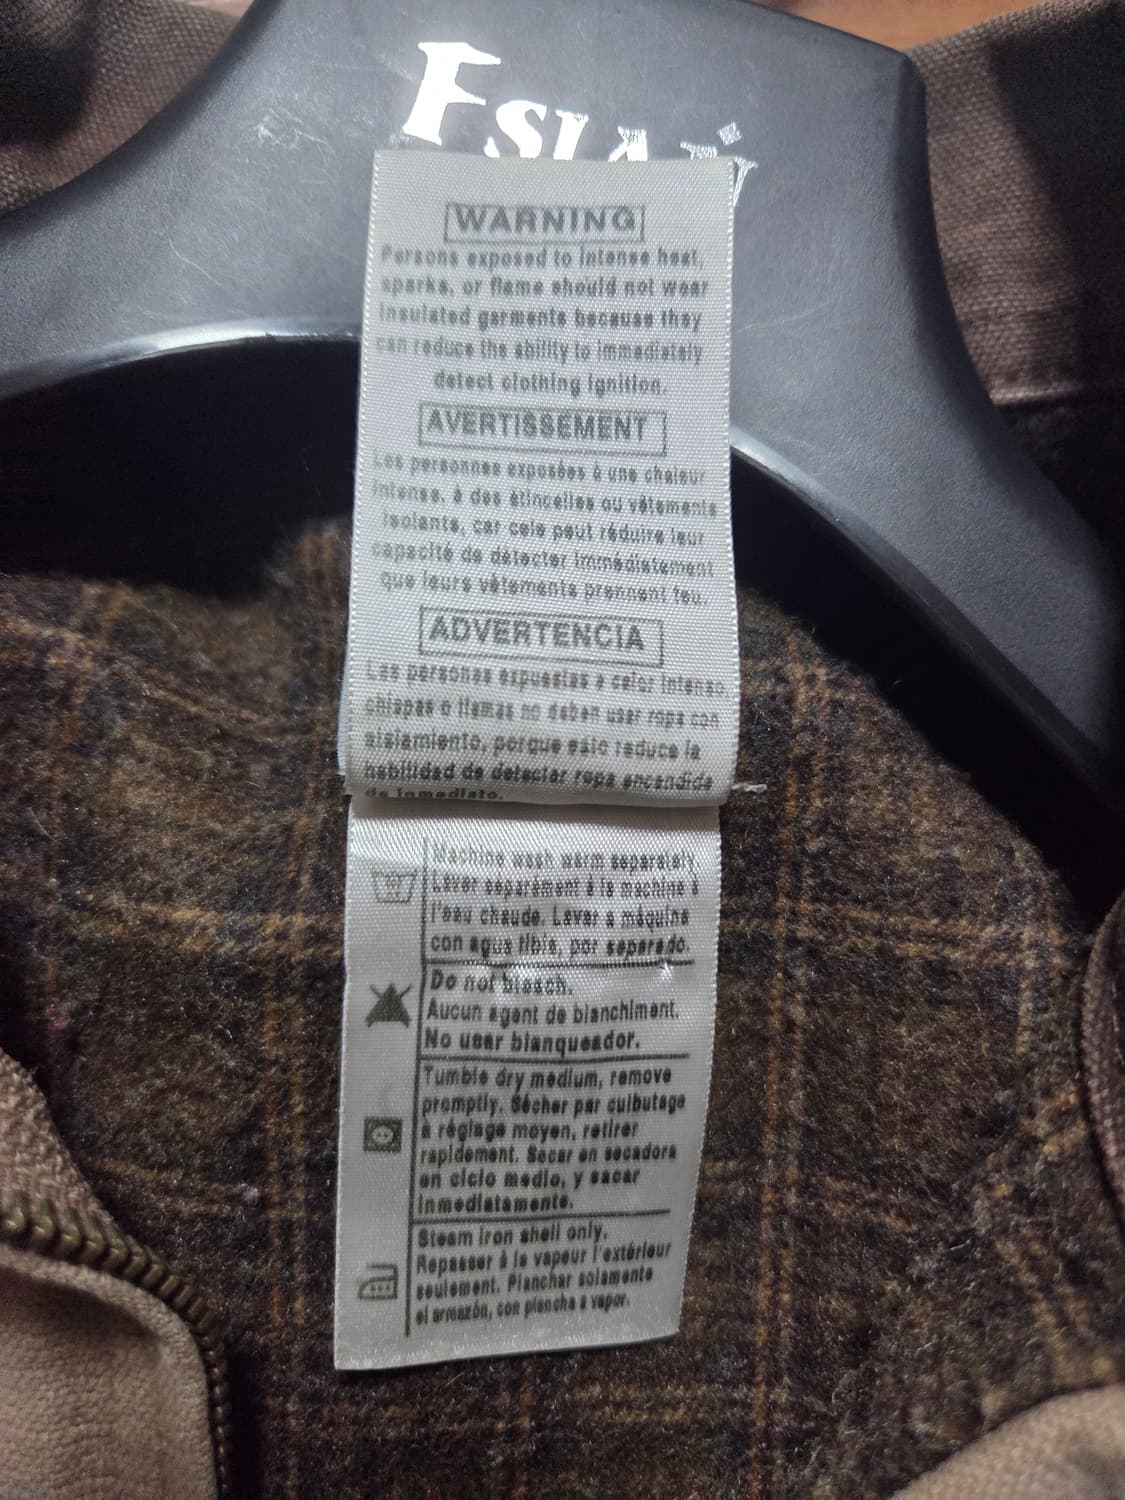 WARNING
Persons exposed to intense heat,
sparks, or flame should not wear
insulated garments because they
can reduce the ability to immediately
detect clothing ignition.
AVERTISSEMENT
Les personnes exposées à une chaleur
intense, à des étincelles ou vêtements
isolants, car cele peut réduire leur
capacité de détecter immédiatement
que leurs vêtements prennent feu.
ADVERTENCIA
Las personas expuestas a calor intenso
chispas o llamas no deben usar ropa con
aislamiento, porque esto reduce la
habilidad de detectar ropa encendida
de inmediato.
Machine wash warm separately.
Laver séparément à la machine à
l'eau chaude. Lavar a máquina
con agua tibia, por separado.
Do not bleach.
Aucun agent de blanchiment.
No usar blanqueador.
Tumble dry medium, remove
promptly. Sécher par culbutage
à réglage moyen, retirer
rapidement. Secar en secadora
en ciclo medio, y sacar
inmediatamente.
Steam iron shell only.
Repasser à la vapeur l'extérieur
seulement. Planchar solamente
el armazón, con plancha a vapor.